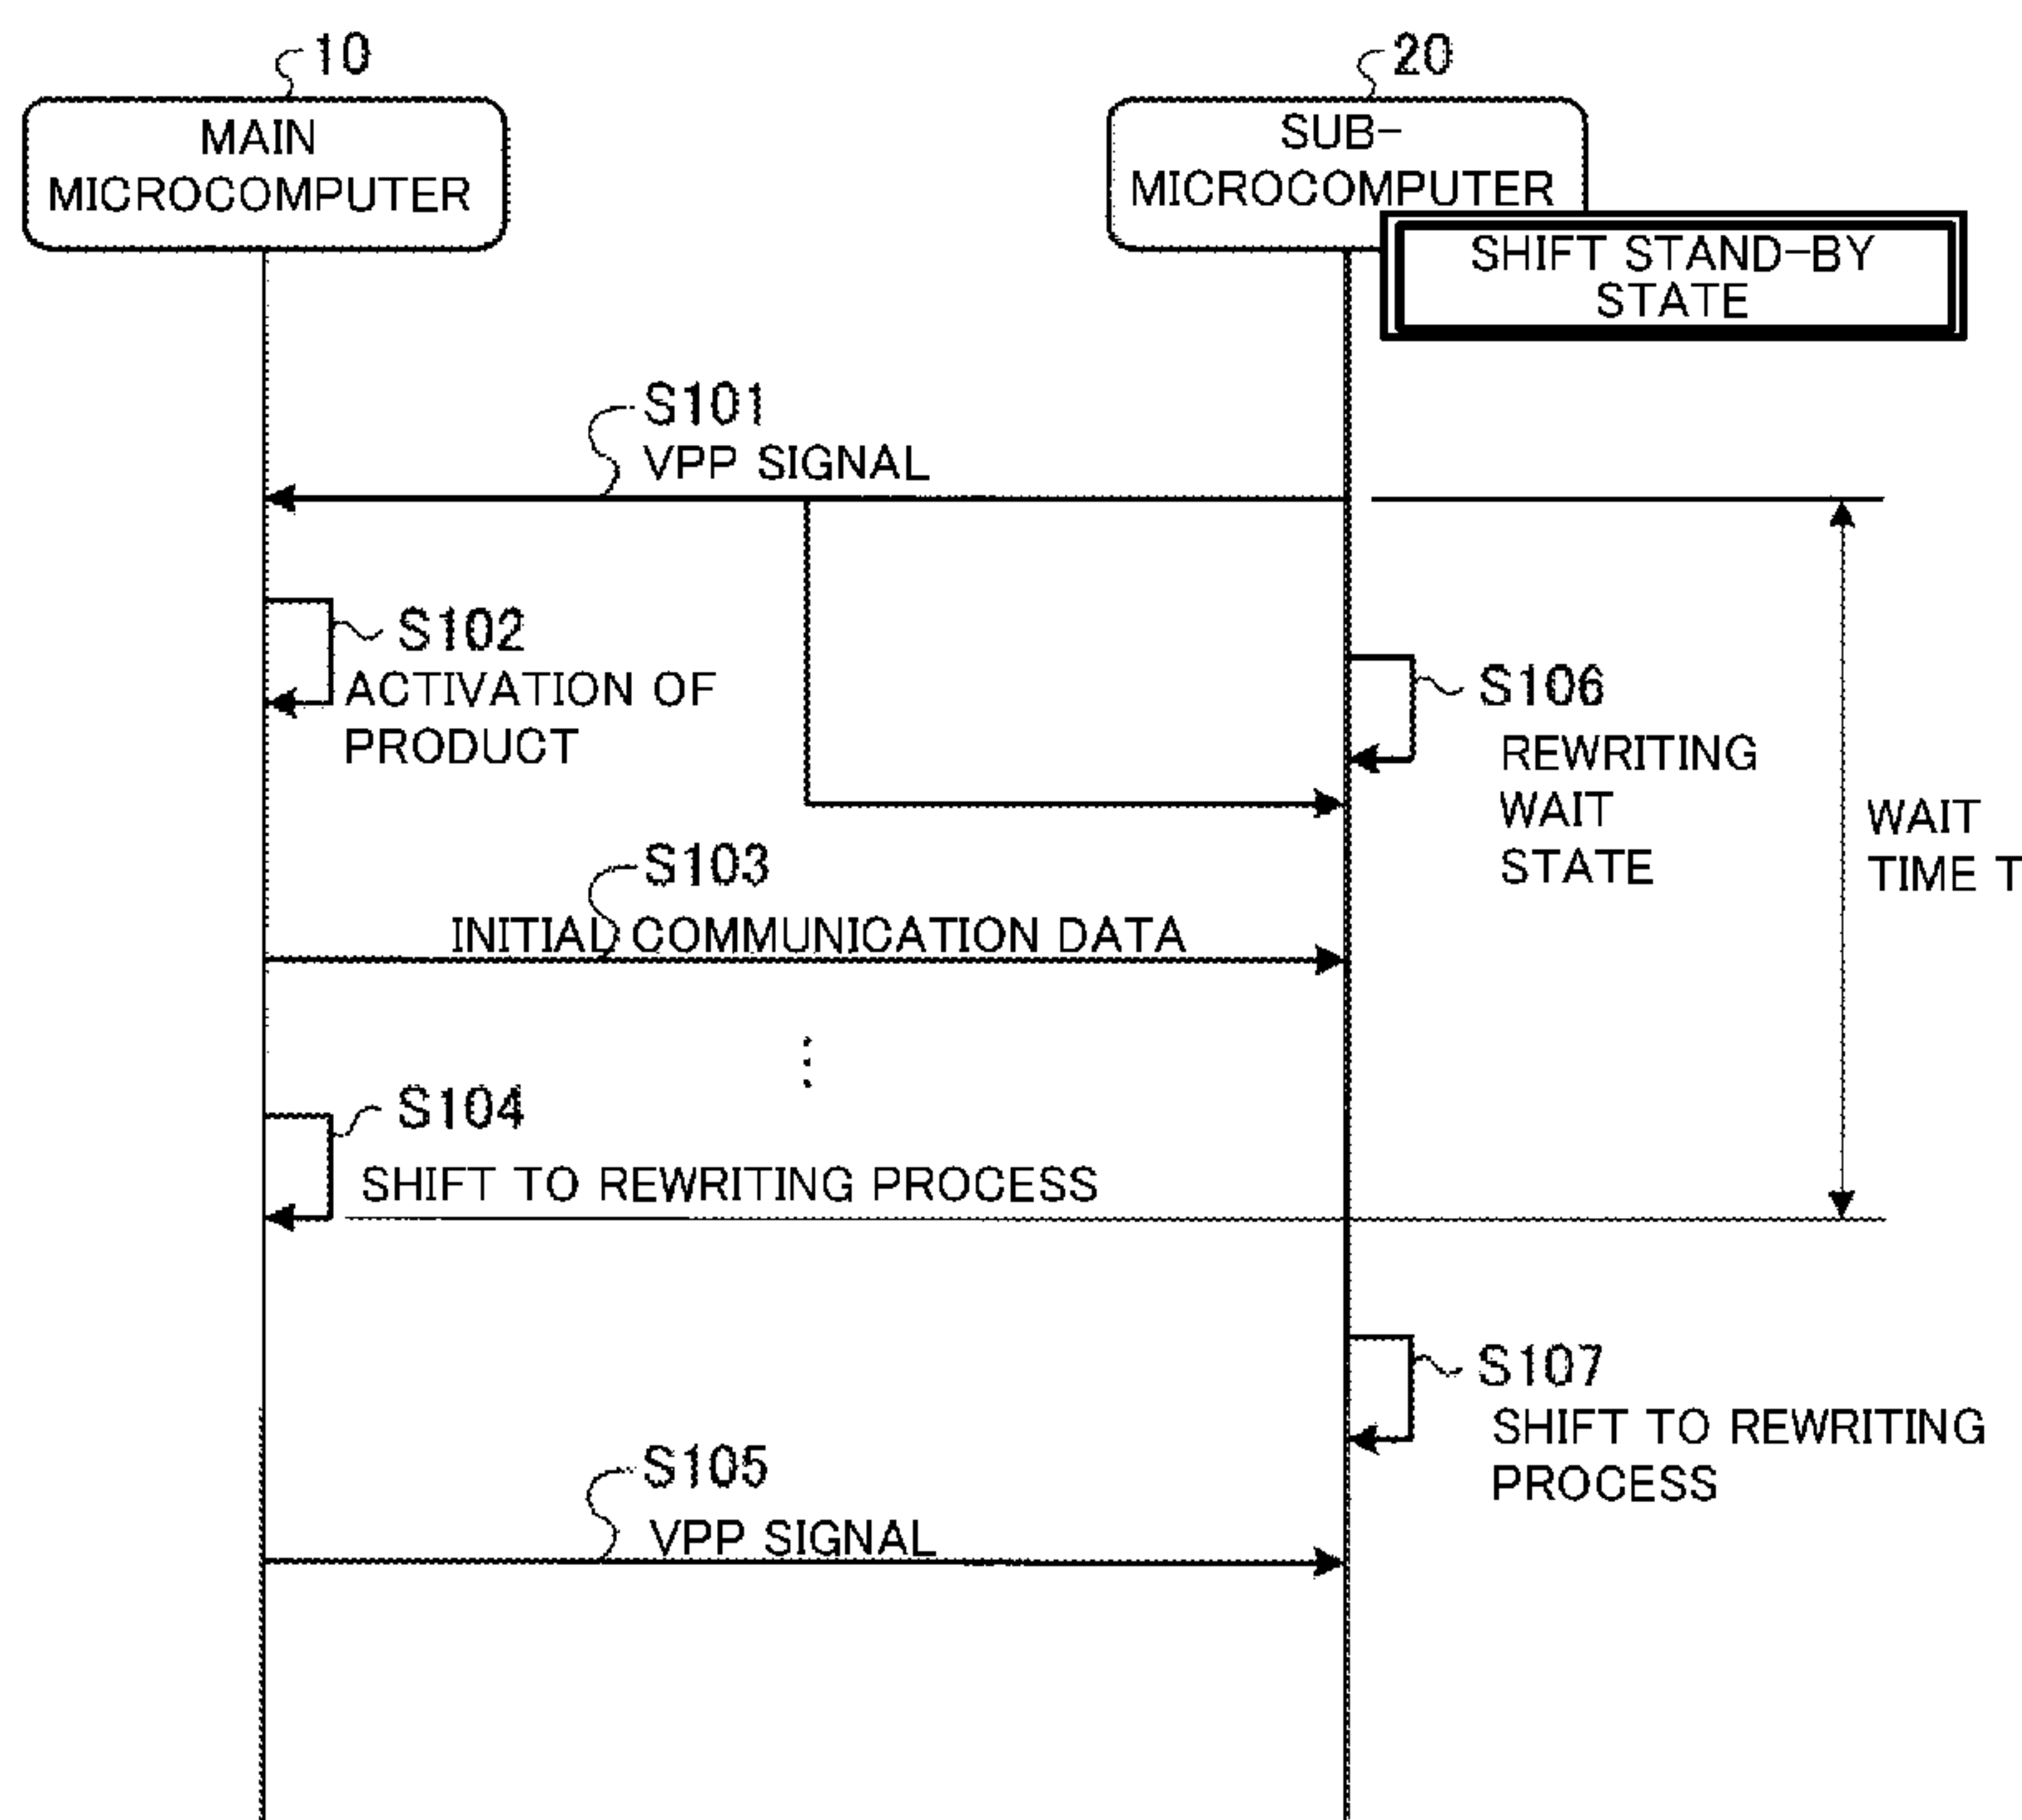 10
20
MAIN
MICROCOMPUTER
SUB-
MICROCOMPUTER
SHIFT STAND-BY
STATE
S101
VPP SIGNAL
S102
ACTIVATION OF
PRODUCT
S106
REWRITING
WAIT
STATE
WAIT
TIME T
S103
INITIAL COMMUNICATION DATA
S104
SHIFT TO REWRITING PROCESS
S107
SHIFT TO REWRITING
PROCESS
S105
VPP SIGNAL